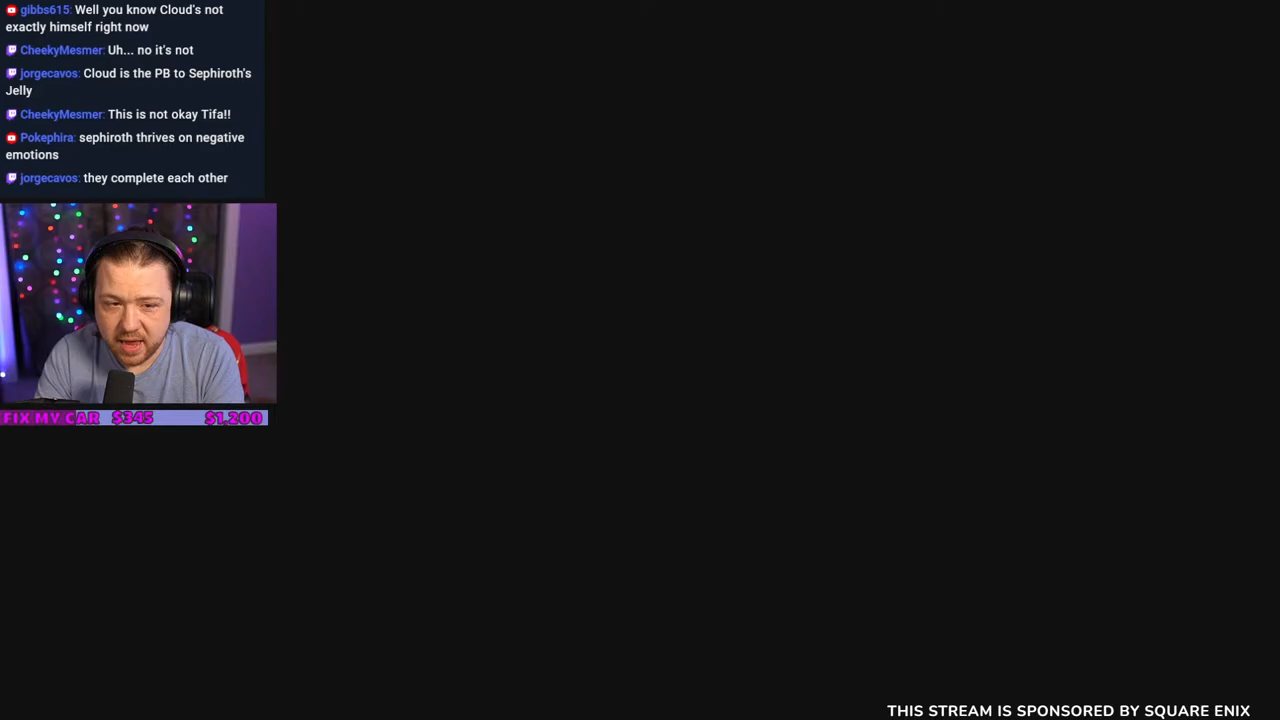 gibbs615: Well you know Cloud's not
exactly himself right now
CheekyMesmer: Uh... no it's not
jorgecavos: Cloud is the PB to Sephiroth's
Jelly
CheekyMesmer: This is not okay Tifa!!
Pokephira: sephiroth thrives on negative
emotions
jorgecavos: they complete each other
FIX MY CAR $345 $1,200
THIS STREAM IS SPONSORED BY SQUARE ENIX